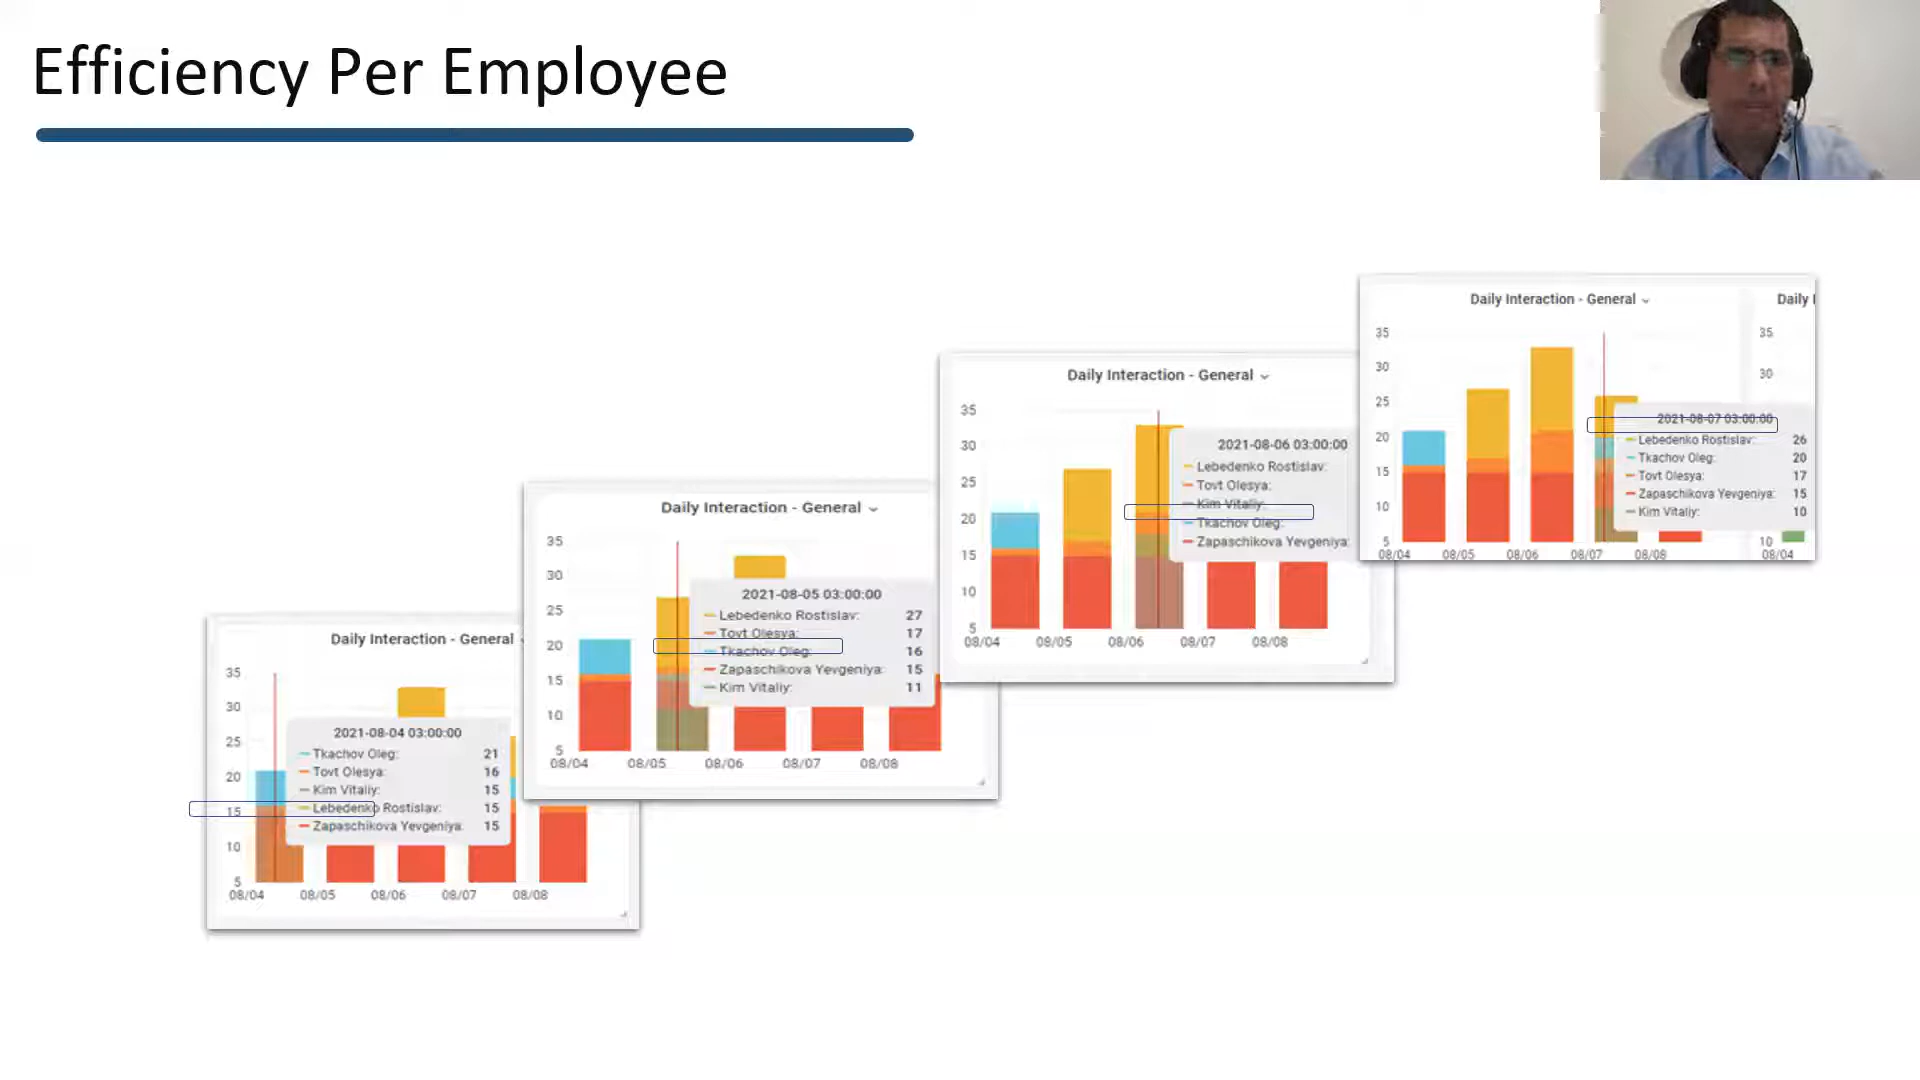 Efficiency Per Employee
Daily Interaction - General
Daily I
35
30
25
20
15
10
5
08/04 08/05 08/06 08/07 08/08
2021-08-07 03:00:00
Lebedenko Rostislav: 26
Tkachov Oleg: 20
Tovt Olesya: 17
Zapaschikova Yevgeniya: 15
Kim Vitaliy: 10
35
30
10
08/04
Daily Interaction - General
35
30
25
20
15
10
5
08/04 08/05 08/06 08/07 08/08
2021-08-06 03:00:00
Lebedenko Rostislav:
Tovt Olesya:
Kim Vitaliy:
Tkachov Oleg:
Zapaschikova Yevgeniya:
Daily Interaction - General
35
30
25
20
15
10
5
08/04 08/05 08/06 08/07 08/08
2021-08-05 03:00:00
Lebedenko Rostislav: 27
Tovt Olesya: 17
Tkachov Oleg: 16
Zapaschikova Yevgeniya: 15
Kim Vitaliy: 11
Daily Interaction - General
35
30
25
20
15
10
5
08/04 08/05 08/06 08/07 08/08
2021-08-04 03:00:00
Tkachov Oleg: 21
Tovt Olesya: 16
Kim Vitaliy: 15
Lebedenko Rostislav: 15
Zapaschikova Yevgeniya: 15